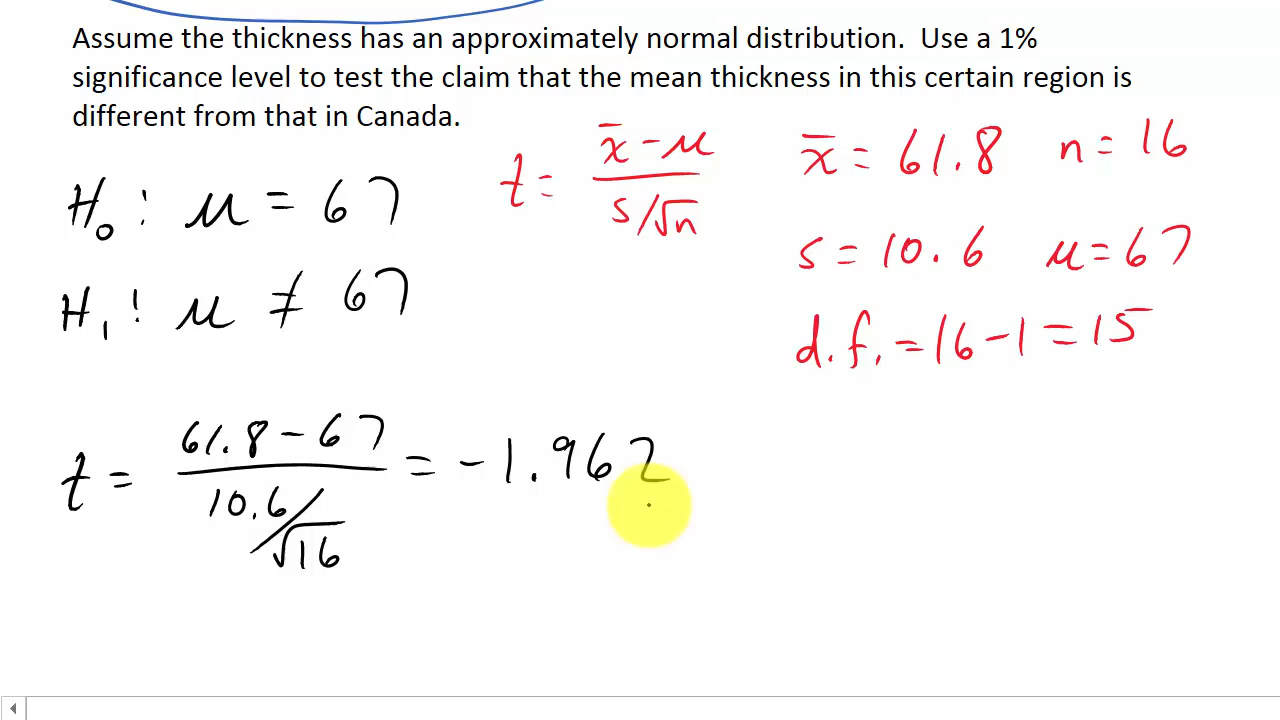 Assume the thickness has an approximately normal distribution. Use a 1%
significance level to test the claim that the mean thickness in this certain region is
different from that in Canada.
H₀: μ = 67
H₁: μ ≠ 67
t = (x̄ − μ) / (s/√n)
x̄ = 61.8 n = 16
s = 10.6 μ = 67
d.f. = 16 − 1 = 15
t = (61.8 − 67) / (10.6/√16) = −1.962